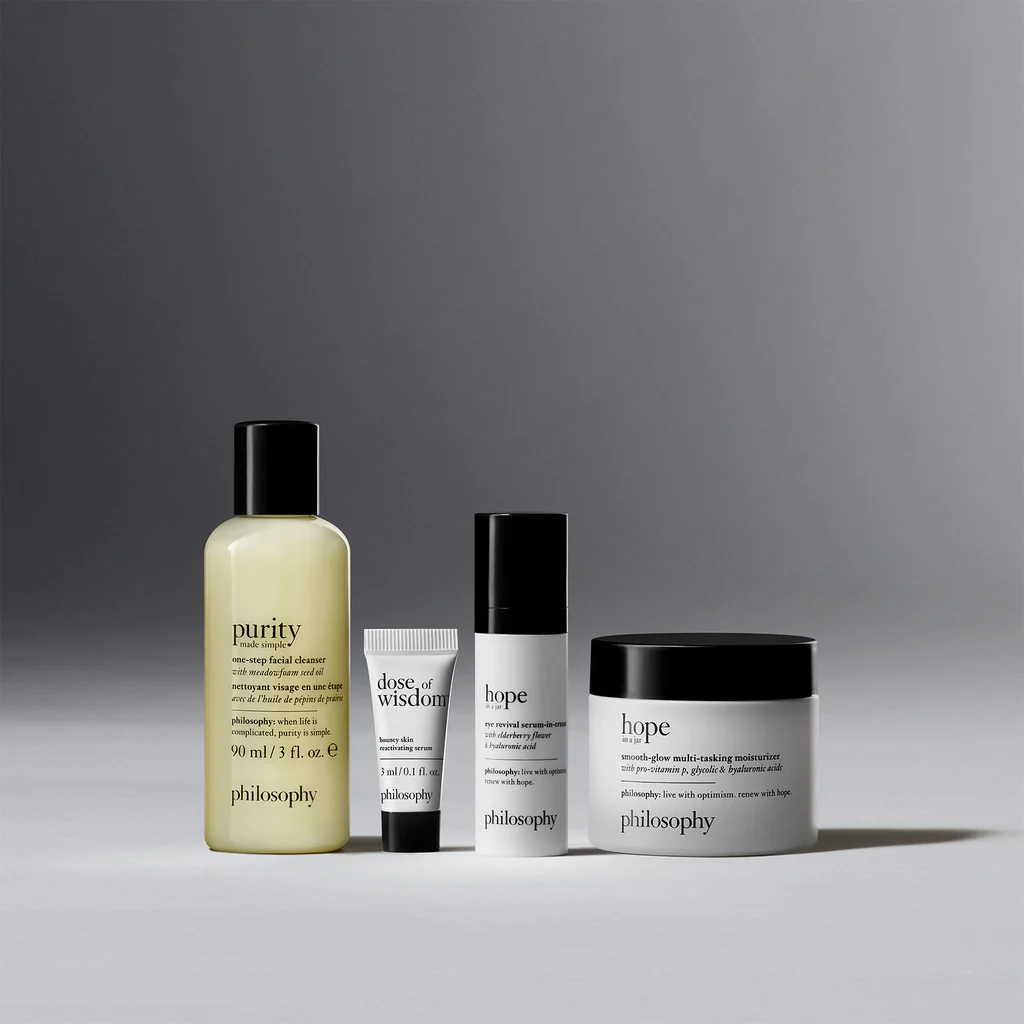 purity
made simple
one-step facial cleanser
with meadowfoam seed oil
nettoyant visage en une étape
avec de l'huile de pépins de prairie
philosophy: when life is
complicated, purity is simple.
90 ml / 3 fl. oz. ℮
philosophy
dose of
wisdom
bouncy skin
reactivating serum
3 ml / 0.1 fl. oz.
philosophy
hope
in a jar
eye revival serum-in-cream
with elderberry flower
& hyaluronic acid
philosophy: live with optimism.
renew with hope.
philosophy
hope
in a jar
smooth-glow multi-tasking moisturizer
with pro-vitamin p, glycolic & hyaluronic acids
philosophy: live with optimism. renew with hope.
philosophy